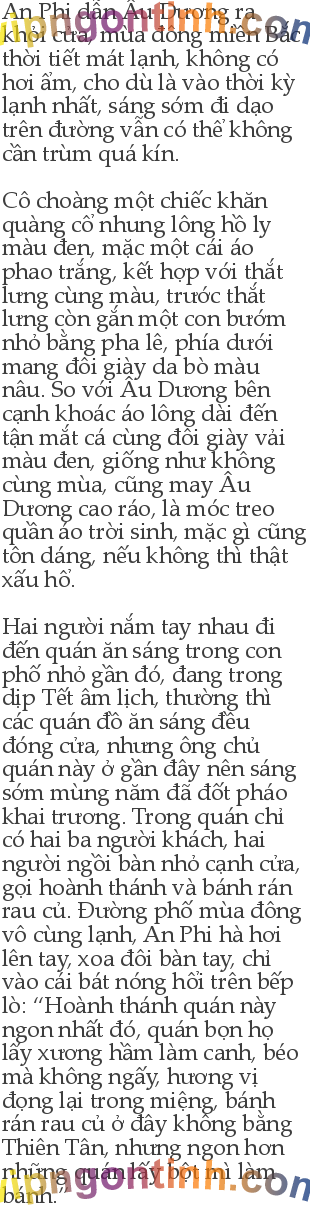 An Phi dẫn Âu Dương ra
khỏi cửa, mùa đông miền Bắc
thời tiết mát lạnh, không có
hơi ẩm, cho dù là vào thời kỳ
lạnh nhất, sáng sớm đi dạo
trên đường vẫn có thể không
cần trùm quá kín.
Cô choàng một chiếc khăn
quàng cổ nhung lông hồ ly
màu đen, mặc một cái áo
phao trắng, kết hợp với thắt
lưng cùng màu, trước thắt
lưng còn gắn một con bướm
nhỏ bằng pha lê, phía dưới
mang đôi giày da bò màu
nâu. So với Âu Dương bên
cạnh khoác áo lông dài đến
tận mắt cá cùng đôi giày vải
màu đen, giống như không
cùng mùa, cũng may Âu
Dương cao ráo, là móc treo
quần áo trời sinh, mặc gì cũng
tôn dáng, nếu không thì thật
xấu hổ.
Hai người nắm tay nhau đi
đến quán ăn sáng trong con
phố nhỏ gần đó, đang trong
dịp Tết âm lịch, thường thì
các quán đồ ăn sáng đều
đóng cửa, nhưng ông chủ
quán này ở gần đây nên sáng
sớm mùng năm đã đốt pháo
khai trương. Trong quán chỉ
có hai ba người khách, hai
người ngồi bàn nhỏ cạnh cửa,
gọi hoành thánh và bánh rán
rau củ. Đường phố mùa đông
vô cùng lạnh, An Phi hà hơi
lên tay, xoa đôi bàn tay, chỉ
vào cái bát nóng hổi trên bếp
lò: “Hoành thánh quán này
ngon nhất đó, quán bọn họ
lấy xương hầm làm canh, béo
mà không ngấy, hương vị
đọng lại trong miệng, bánh
rán rau củ ở đây không bằng
Thiên Tân, nhưng ngon hơn
những quán lấy bột mì làm
bánh.”